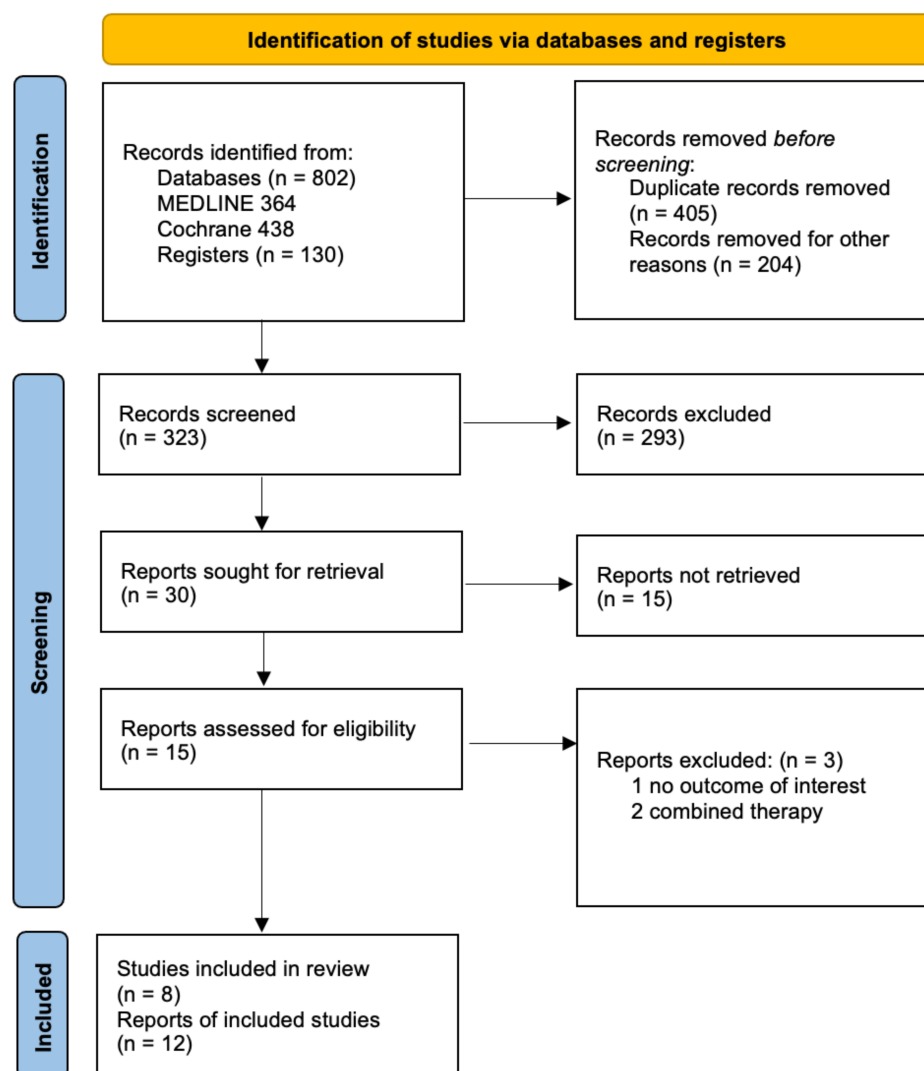 Identification of studies via databases and registers
Identification
Records identified from:
Databases (n = 802)
MEDLINE 364
Cochrane 438
Registers (n = 130)
Records removed before
screening:
Duplicate records removed
(n = 405)
Records removed for other
reasons (n = 204)
Screening
Records screened
(n = 323)
Records excluded
(n = 293)
Reports sought for retrieval
(n = 30)
Reports not retrieved
(n = 15)
Reports assessed for eligibility
(n = 15)
Reports excluded: (n = 3)
1 no outcome of interest
2 combined therapy
Included
Studies included in review
(n = 8)
Reports of included studies
(n = 12)